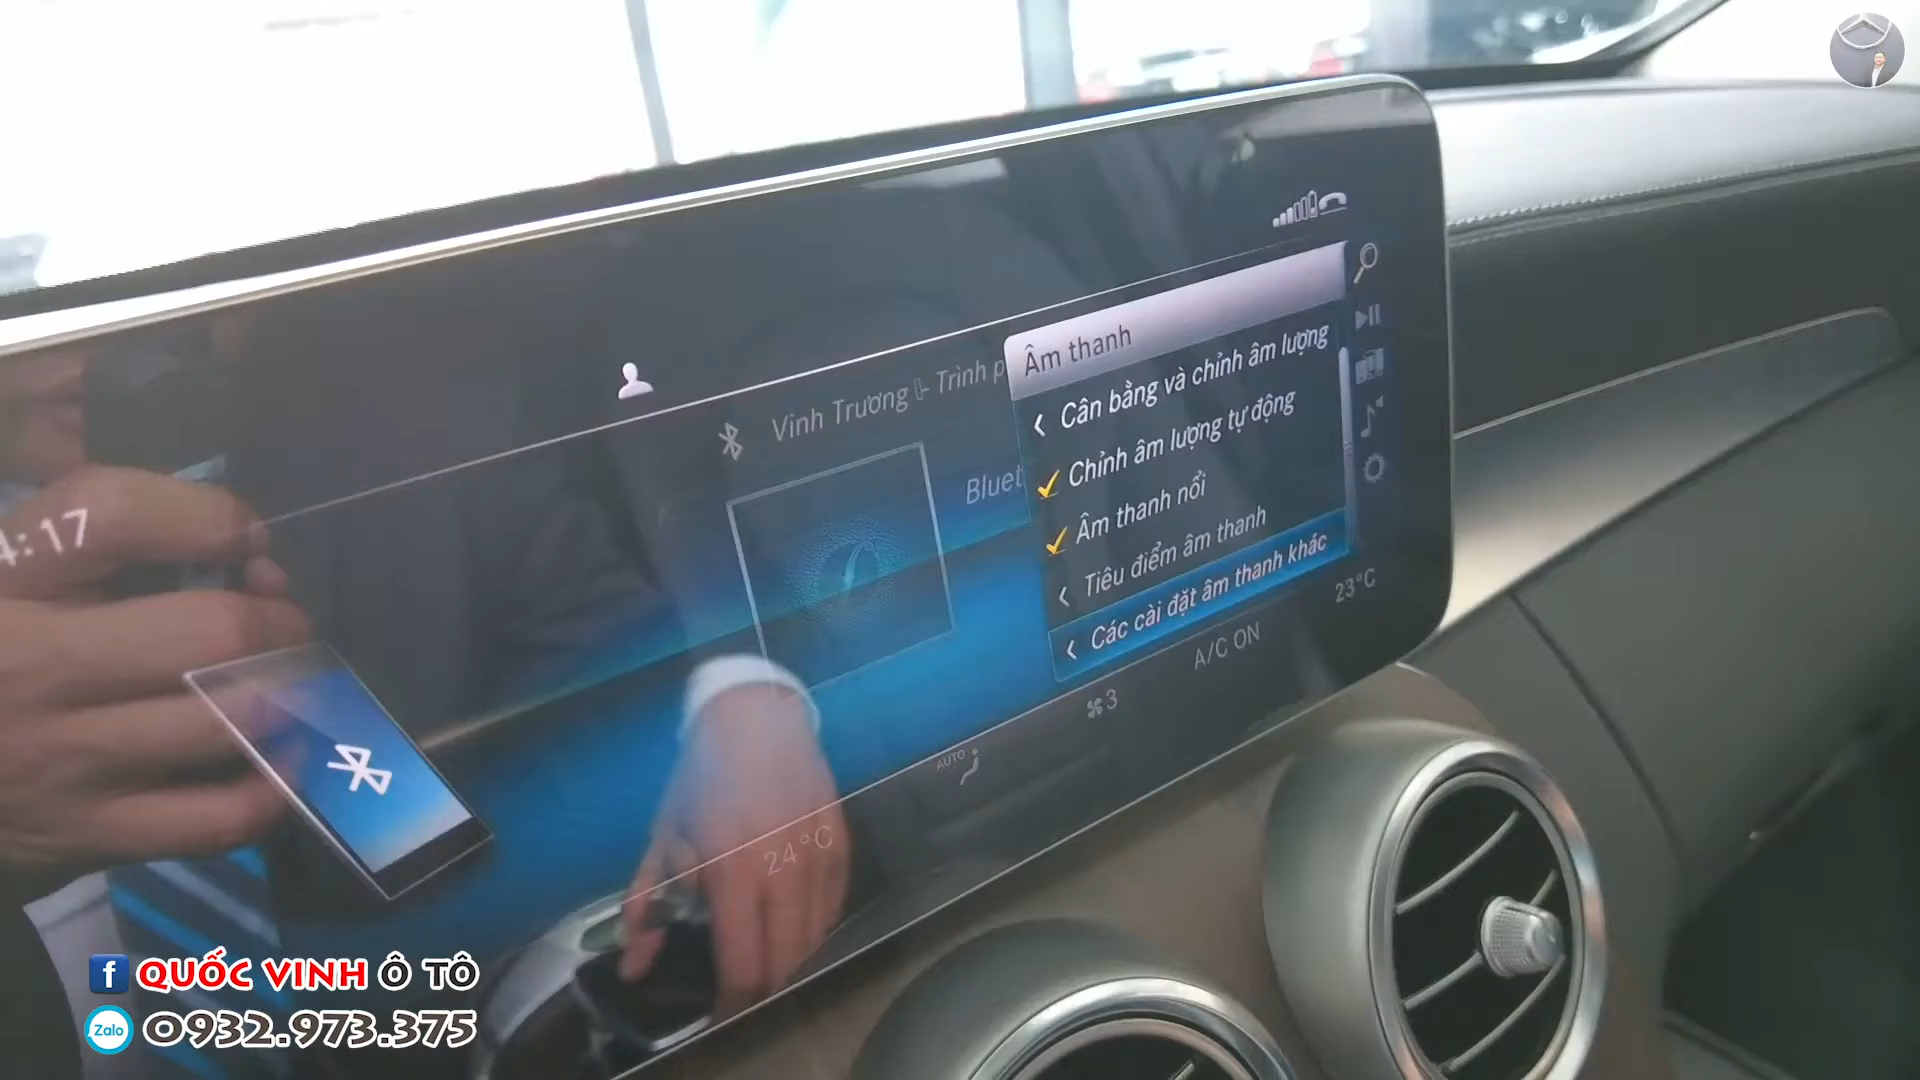 Âm thanh
Cân bằng và chỉnh âm lượng
Chỉnh âm lượng tự động
Âm thanh nổi
Tiêu điểm âm thanh
Các cài đặt âm thanh khác
Vinh Trương
Trình p
Bluet
4:17
23°C
A/C ON
3
AUTO
24°C
f QUỐC VINH Ô TÔ
Zalo 0932.973.375